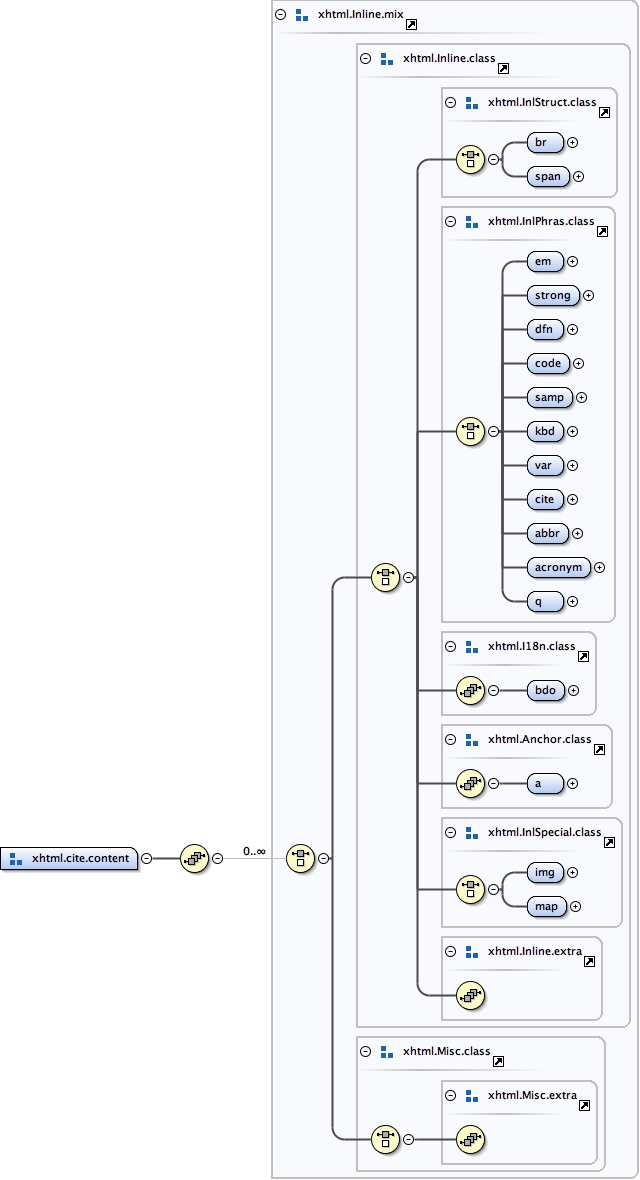 xhtml.Inline.mix
xhtml.Inline.class
xhtml.InlStruct.class
br
span
xhtml.InlPhras.class
em
strong
dfn
code
samp
kbd
var
cite
abbr
acronym
q
xhtml.I18n.class
bdo
xhtml.Anchor.class
a
xhtml.InlSpecial.class
xhtml.cite.content
0..∞
img
map
xhtml.Inline.extra
xhtml.Misc.class
xhtml.Misc.extra